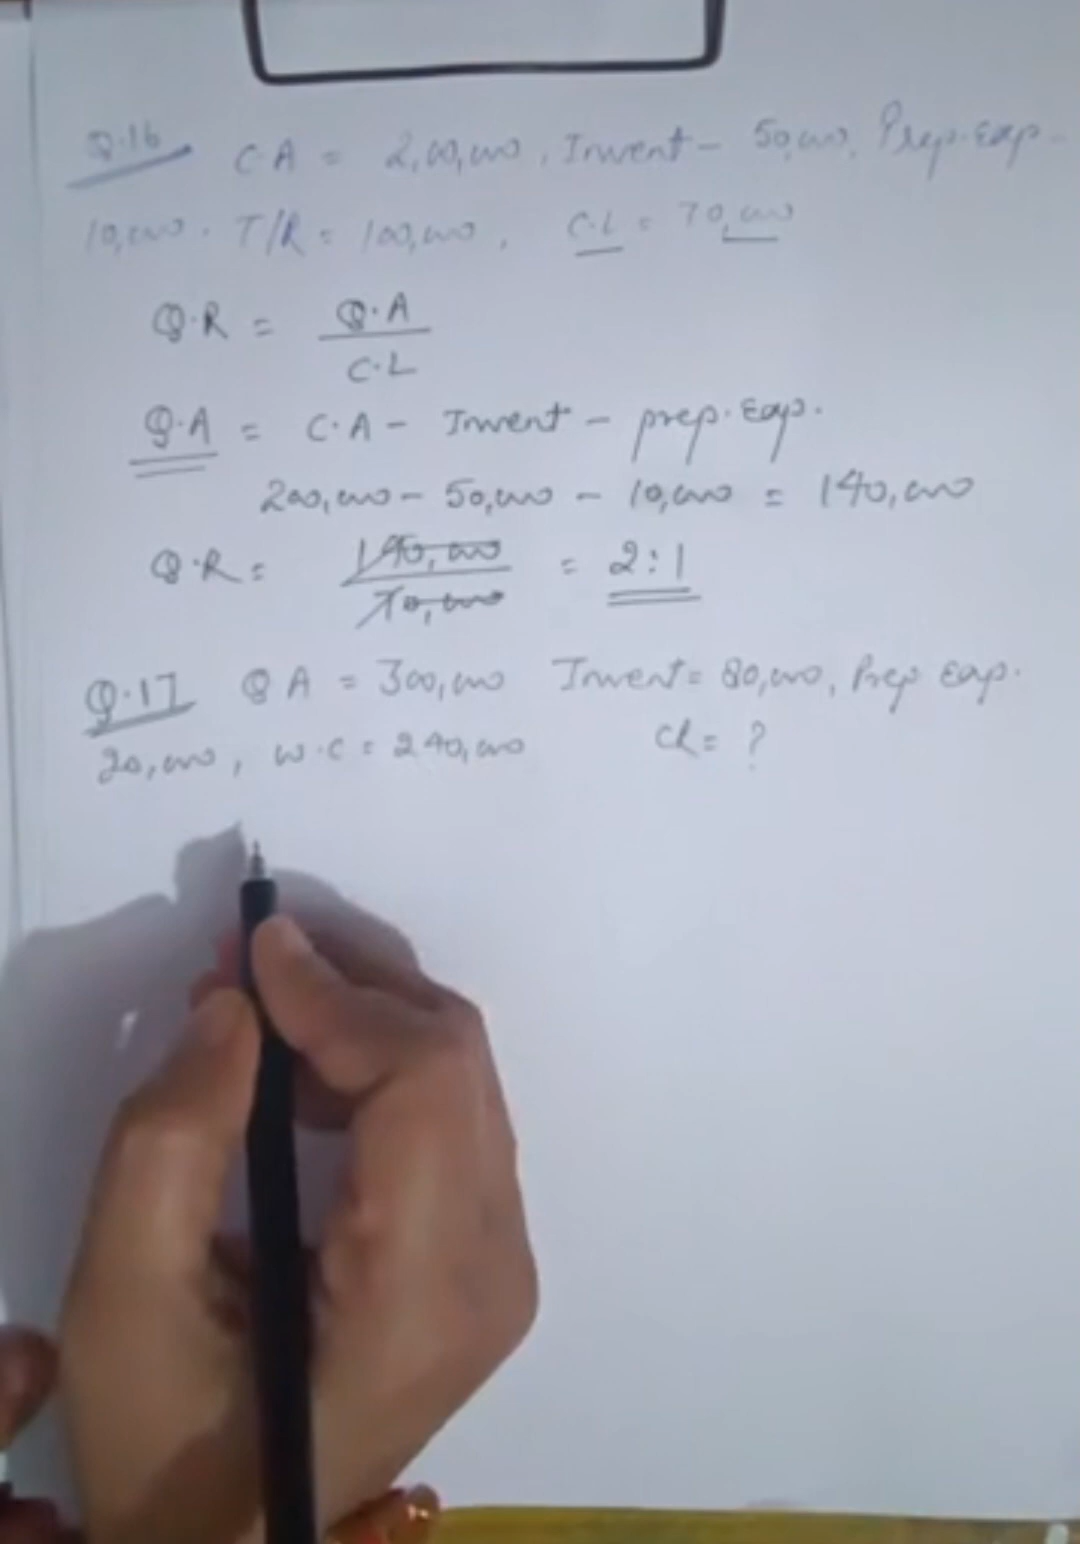 Q.16 C.A = 2,00,000, Invent - 50,000, Prep. Exp -
10,000. T/R = 100,000, C.L = 70,000
Q.R = Q.A
C.L
Q.A = C.A - Invent - prep. Exp.
200,000 - 50,000 - 10,000 = 140,000
Q.R = 140,000 = 2:1
70,000
Q.17 Q A = 300,000 Invent = 80,000, Prep Exp.
20,000, W.C = 240,000 CR = ?